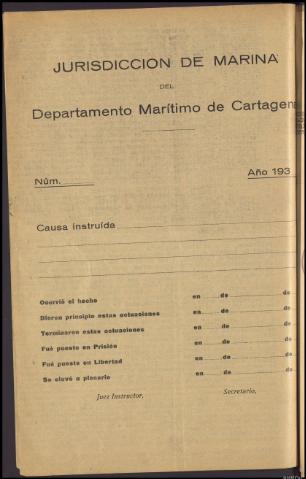 JURISDICCION DE MARINA
DEL
Departamento Marítimo de Cartagena
Núm. Año 193
Causa instruída
Ocurrió el hecho en de de
Dieron principio estas actuaciones en de de
Terminaron estas actuaciones en de de
Fué puesto en Prisión en de de
Fué puesto en Libertad en de de
Se elevó a plenario en de de
Juez Instructor, Secretario,